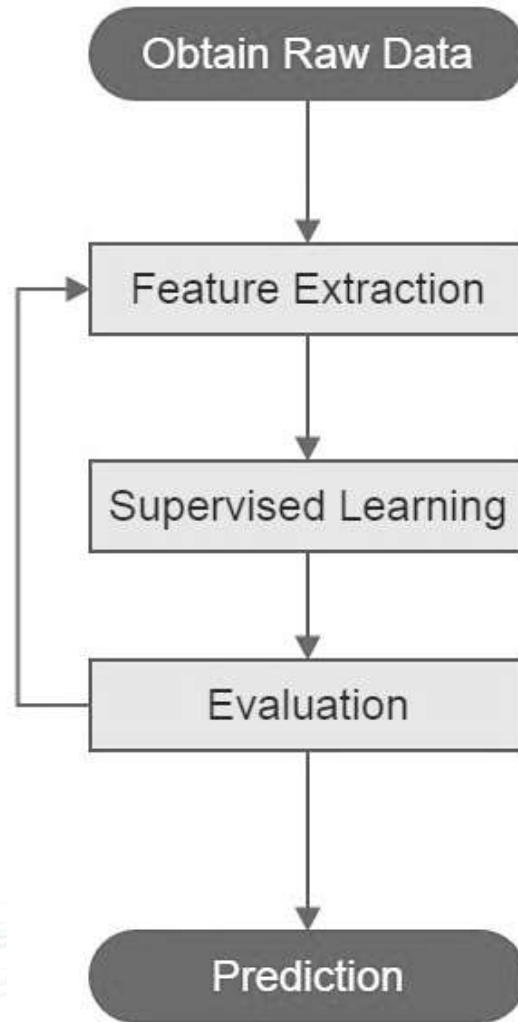 Obtain Raw Data
Feature Extraction
Supervised Learning
Evaluation
Prediction